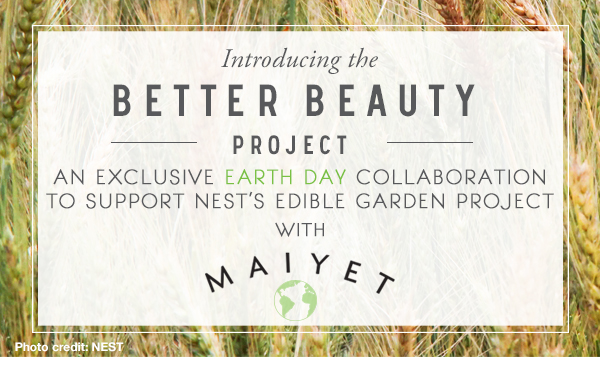 Introducing the
BETTER BEAUTY
PROJECT
AN EXCLUSIVE EARTH DAY COLLABORATION
TO SUPPORT NEST'S EDIBLE GARDEN PROJECT
WITH
MAIYET
Photo credit: NEST